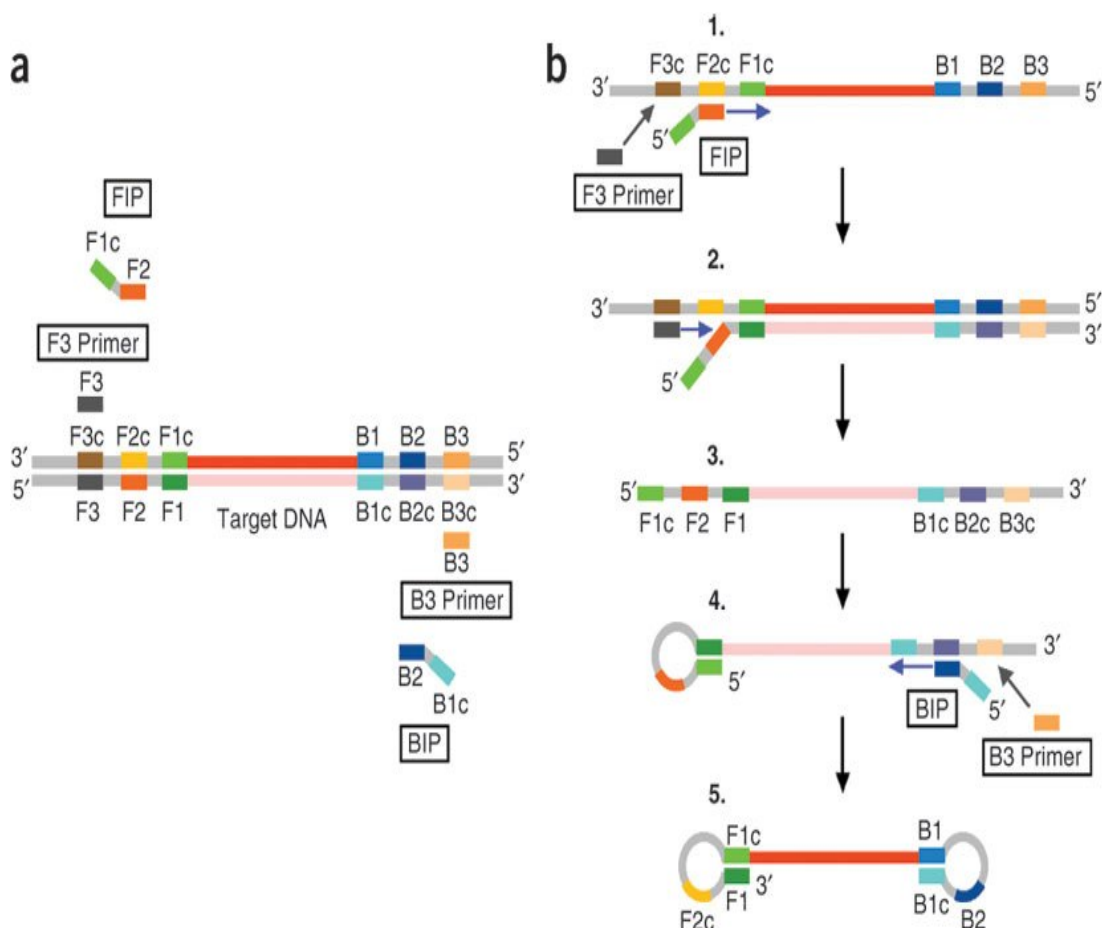 a
FIP
F1c
F2
F3 Primer
F3
F3c F2c F1c B1 B2 B3
3′ 5′
5′ 3′
F3 F2 F1 Target DNA B1c B2c B3c
B3
B3 Primer
B2
B1c
BIP
b
1.
F3c F2c F1c B1 B2 B3
3′ 5′
5′
FIP
F3 Primer
2.
3′ 5′
3′
5′
3.
5′ 3′
F1c F2 F1 B1c B2c B3c
4.
3′
5′
BIP 5′
B3 Primer
5.
F1c B1
3′
F2c F1 B1c B2